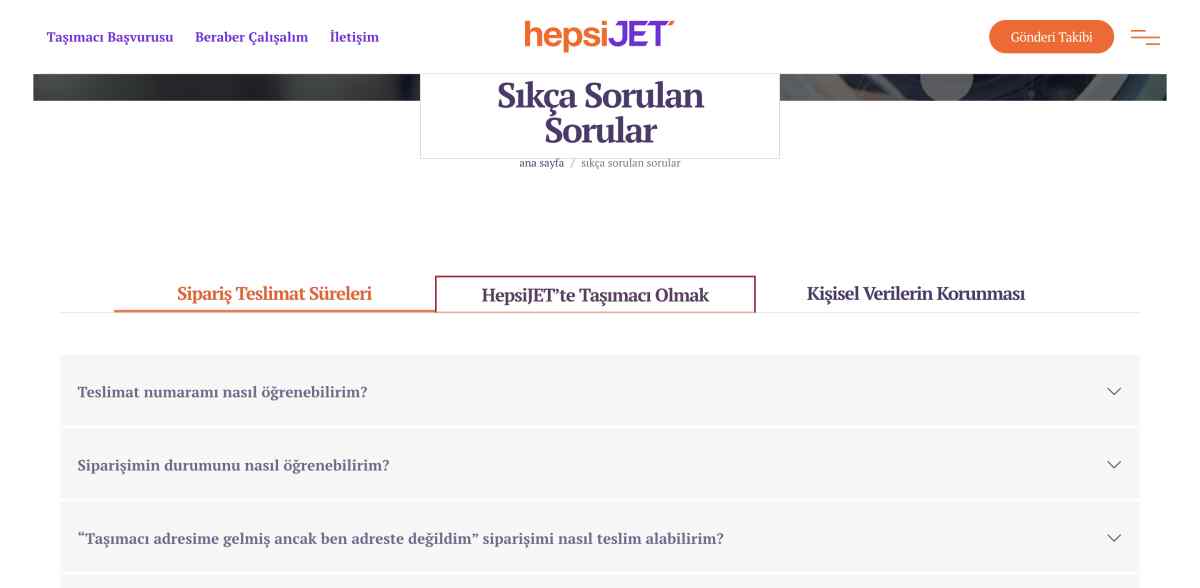 Taşımacı Başvurusu
Beraber Çalışalım
İletişim
hepsiJET
Gönderi Takibi
Sıkça Sorulan
Sorular
ana sayfa / sıkça sorulan sorular
Sipariş Teslimat Süreleri
HepsiJET’te Taşımacı Olmak
Kişisel Verilerin Korunması
Teslimat numaramı nasıl öğrenebilirim?
Siparişimin durumunu nasıl öğrenebilirim?
“Taşımacı adresime gelmiş ancak ben adreste değildim” siparişimi nasıl teslim alabilirim?